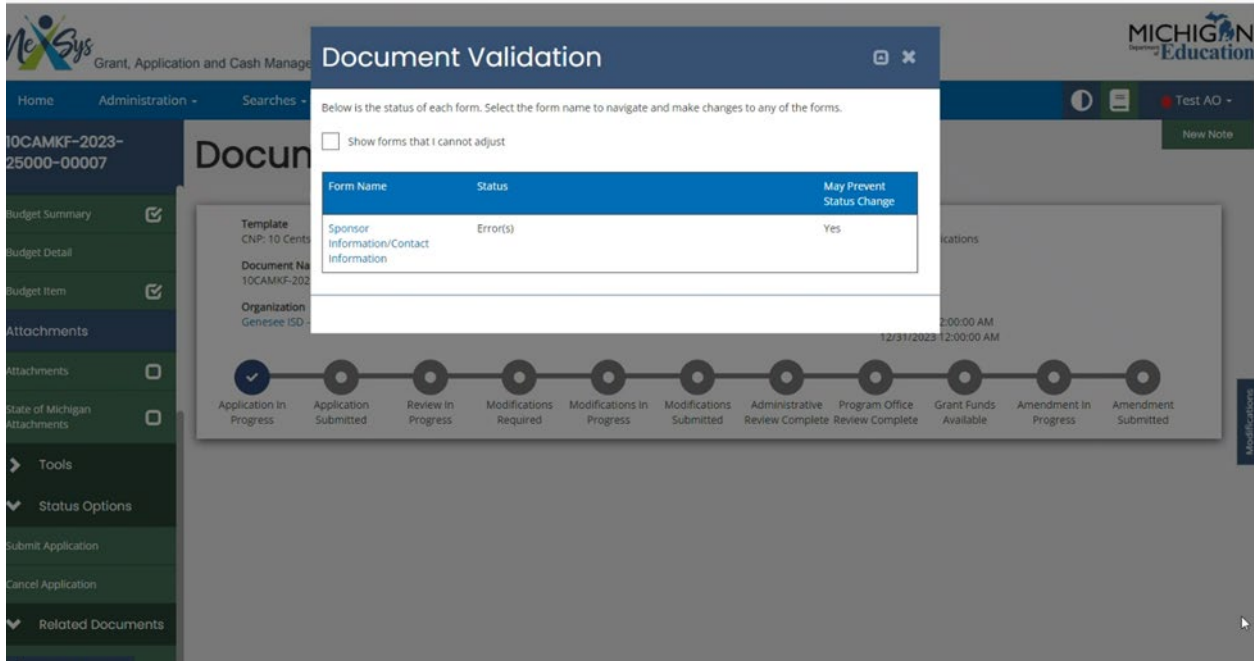 NexSys
Grant, Application and Cash Manage
MICHIGAN
Department of Education
Home Administration Searches
Test AO
New Note
10CAMKF-2023-
25000-00007
Docum
Document Validation
Below is the status of each form. Select the form name to navigate and make changes to any of the forms.
Show forms that I cannot adjust
Form Name Status May Prevent
Status Change
Sponsor Error(s) Yes
Information/Contact
Information
Budget Summary
Budget Detail
Budget Item
Attachments
Attachments
State of Michigan
Attachments
Tools
Status Options
Submit Application
Cancel Application
Related Documents
Template
CNP: 10 Cents
ications
Document Na
10CAMKF-202
Organization
Genesee ISD -
2:00:00 AM
12/31/2023 12:00:00 AM
Application In Application Review In Modifications Modifications In Modifications Administrative Program Office Grant Funds Amendment In Amendment
Progress Submitted Progress Required Progress Submitted Review Complete Review Complete Available Progress Submitted
Modifications